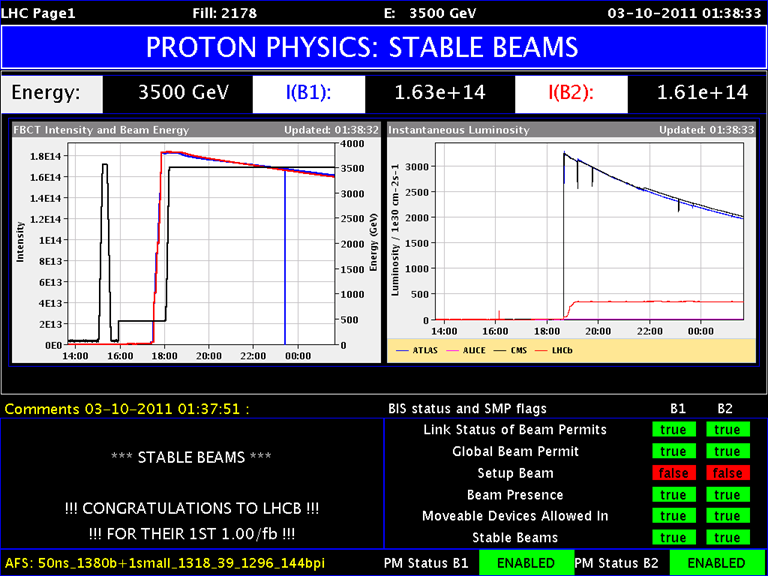 LHC Page1 Fill: 2178 E: 3500 GeV 03-10-2011 01:38:33
PROTON PHYSICS: STABLE BEAMS
Energy: 3500 GeV I(B1): 1.63e+14 I(B2): 1.61e+14
FBCT Intensity and Beam Energy Updated: 01:38:32
1.8E14
1.6E14
1.4E14
1.2E14
1E14
8E13
6E13
4E13
2E13
0E0
Intensity
4000
3500
3000
2500
2000
1500
1000
500
0
Energy (GeV)
14:00 16:00 18:00 20:00 22:00 00:00
Instantaneous Luminosity Updated: 01:38:33
3000
2500
2000
1500
1000
500
0
Luminosity / 1e30 cm-2s-1
14:00 16:00 18:00 20:00 22:00 00:00
ATLAS ALICE CMS LHCb
Comments 03-10-2011 01:37:51 :
*** STABLE BEAMS ***
!!! CONGRATULATIONS TO LHCB !!!
!!! FOR THEIR 1ST 1.00/fb !!!
BIS status and SMP flags B1 B2
Link Status of Beam Permits true true
Global Beam Permit true true
Setup Beam false false
Beam Presence true true
Moveable Devices Allowed In true true
Stable Beams true true
AFS: 50ns_1380b+1small_1318_39_1296_144bpi PM Status B1 ENABLED PM Status B2 ENABLED